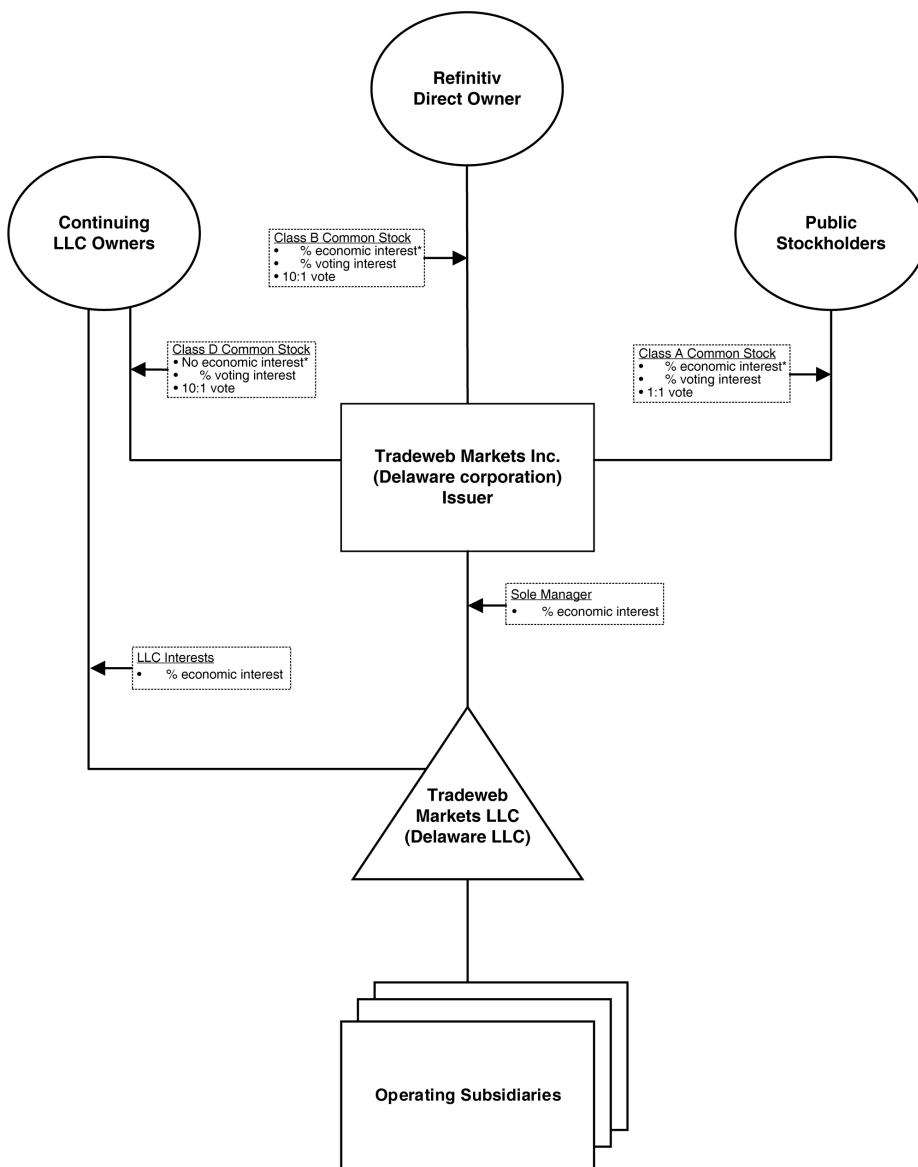 Refinitiv
Direct Owner
Continuing
LLC Owners
Public
Stockholders
Class B Common Stock
• % economic interest*
• % voting interest
• 10:1 vote
Class D Common Stock
• No economic interest*
• % voting interest
• 10:1 vote
Class A Common Stock
• % economic interest*
• % voting interest
• 1:1 vote
Tradeweb Markets Inc.
(Delaware corporation)
Issuer
Sole Manager
• % economic interest
LLC Interests
• % economic interest
Tradeweb
Markets LLC
(Delaware LLC)
Operating Subsidiaries